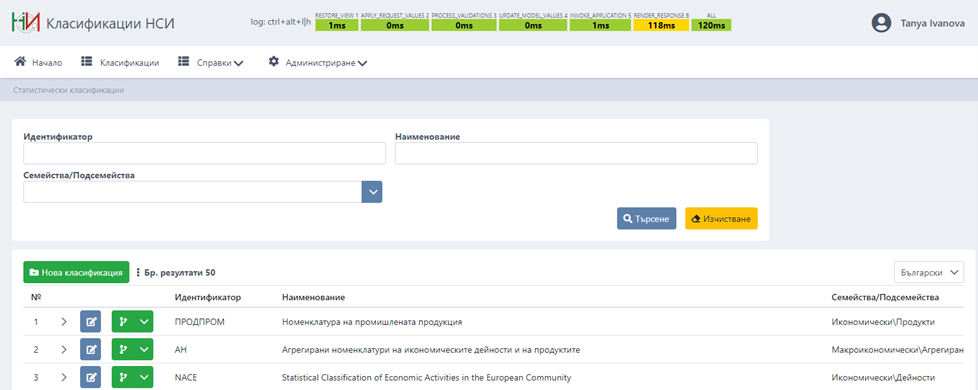 НСИ Класификации НСИ
log: ctrl+alt+l|h
RESTORE_VIEW 1 APPLY_REQUEST_VALUES 2 PROCESS_VALIDATIONS 3 UPDATE_MODEL_VALUES 4 INVOKE_APPLICATION 5 RENDER_RESPONSE 6 ALL
1ms 0ms 0ms 0ms 1ms 118ms 120ms
Tanya Ivanova
Начало Класификации Справки Администриране
Статистически класификации
Идентификатор Наименование
Семейства/Подсемейства
Търсене Изчистване
Нова класификация Бр. резултати 50 Български
№ Идентификатор Наименование Семейства/Подсемейства
1 ПРОДПРОМ Номенклатура на промишлената продукция Икономически\Продукти
2 АН Агрегирани номенклатури на икономическите дейности и на продуктите Макроикономически\Агрегиран
3 NACE Statistical Classification of Economic Activities in the European Community Икономически\Дейности